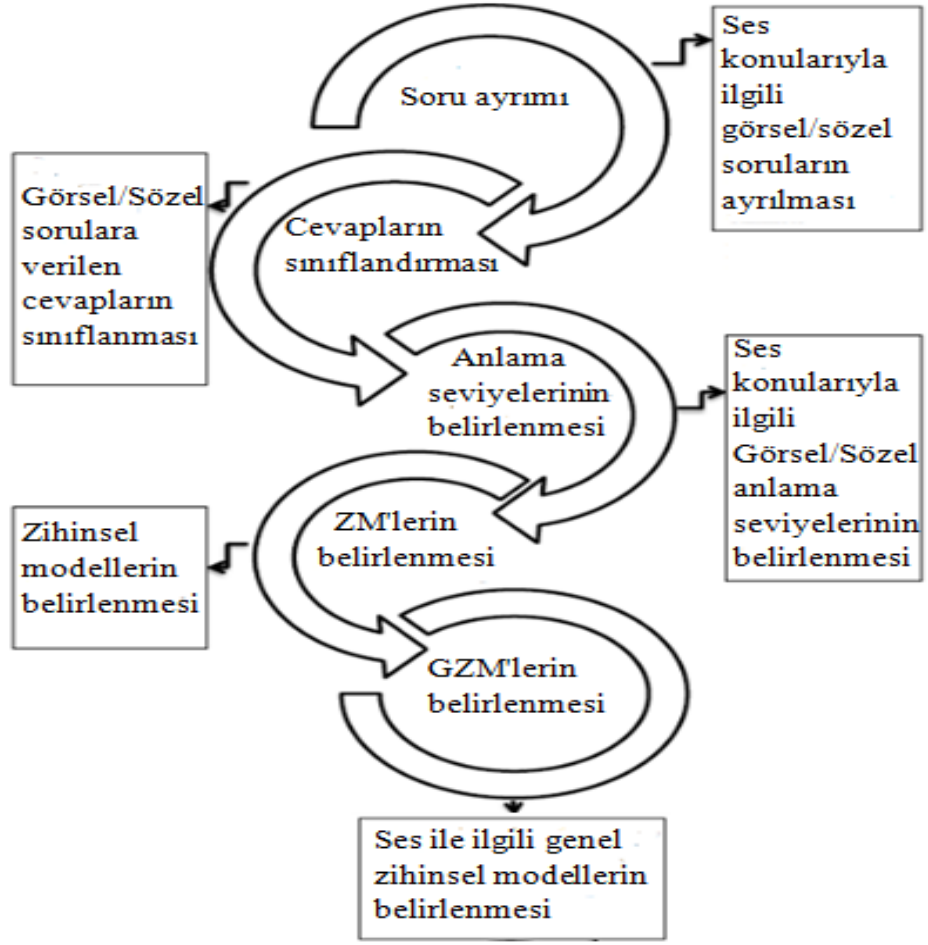 Soru ayrımı
Ses
konularıyla
ilgili
görsel/sözel
soruların
ayrılması
Cevapların
sınıflandırması
Görsel/Sözel
sorulara
verilen
cevapların
sınıflanması
Anlama
seviyelerinin
belirlenmesi
Ses
konularıyla
ilgili
Görsel/Sözel
anlama
seviyelerinin
belirlenmesi
ZM'lerin
belirlenmesi
Zihinsel
modellerin
belirlenmesi
GZM'lerin
belirlenmesi
Ses ile ilgili genel
zihinsel modellerin
belirlenmesi